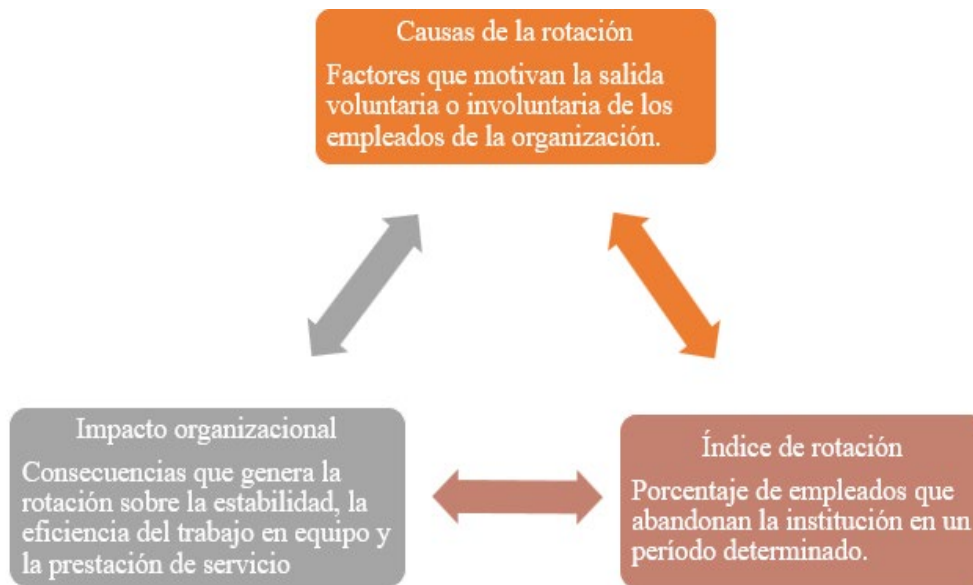 Causas de la rotación
Factores que motivan la salida
voluntaria o involuntaria de los
empleados de la organización.
Impacto organizacional
Consecuencias que genera la
rotación sobre la estabilidad, la
eficiencia del trabajo en equipo y
la prestación de servicio
Índice de rotación
Porcentaje de empleados que
abandonan la institución en un
período determinado.